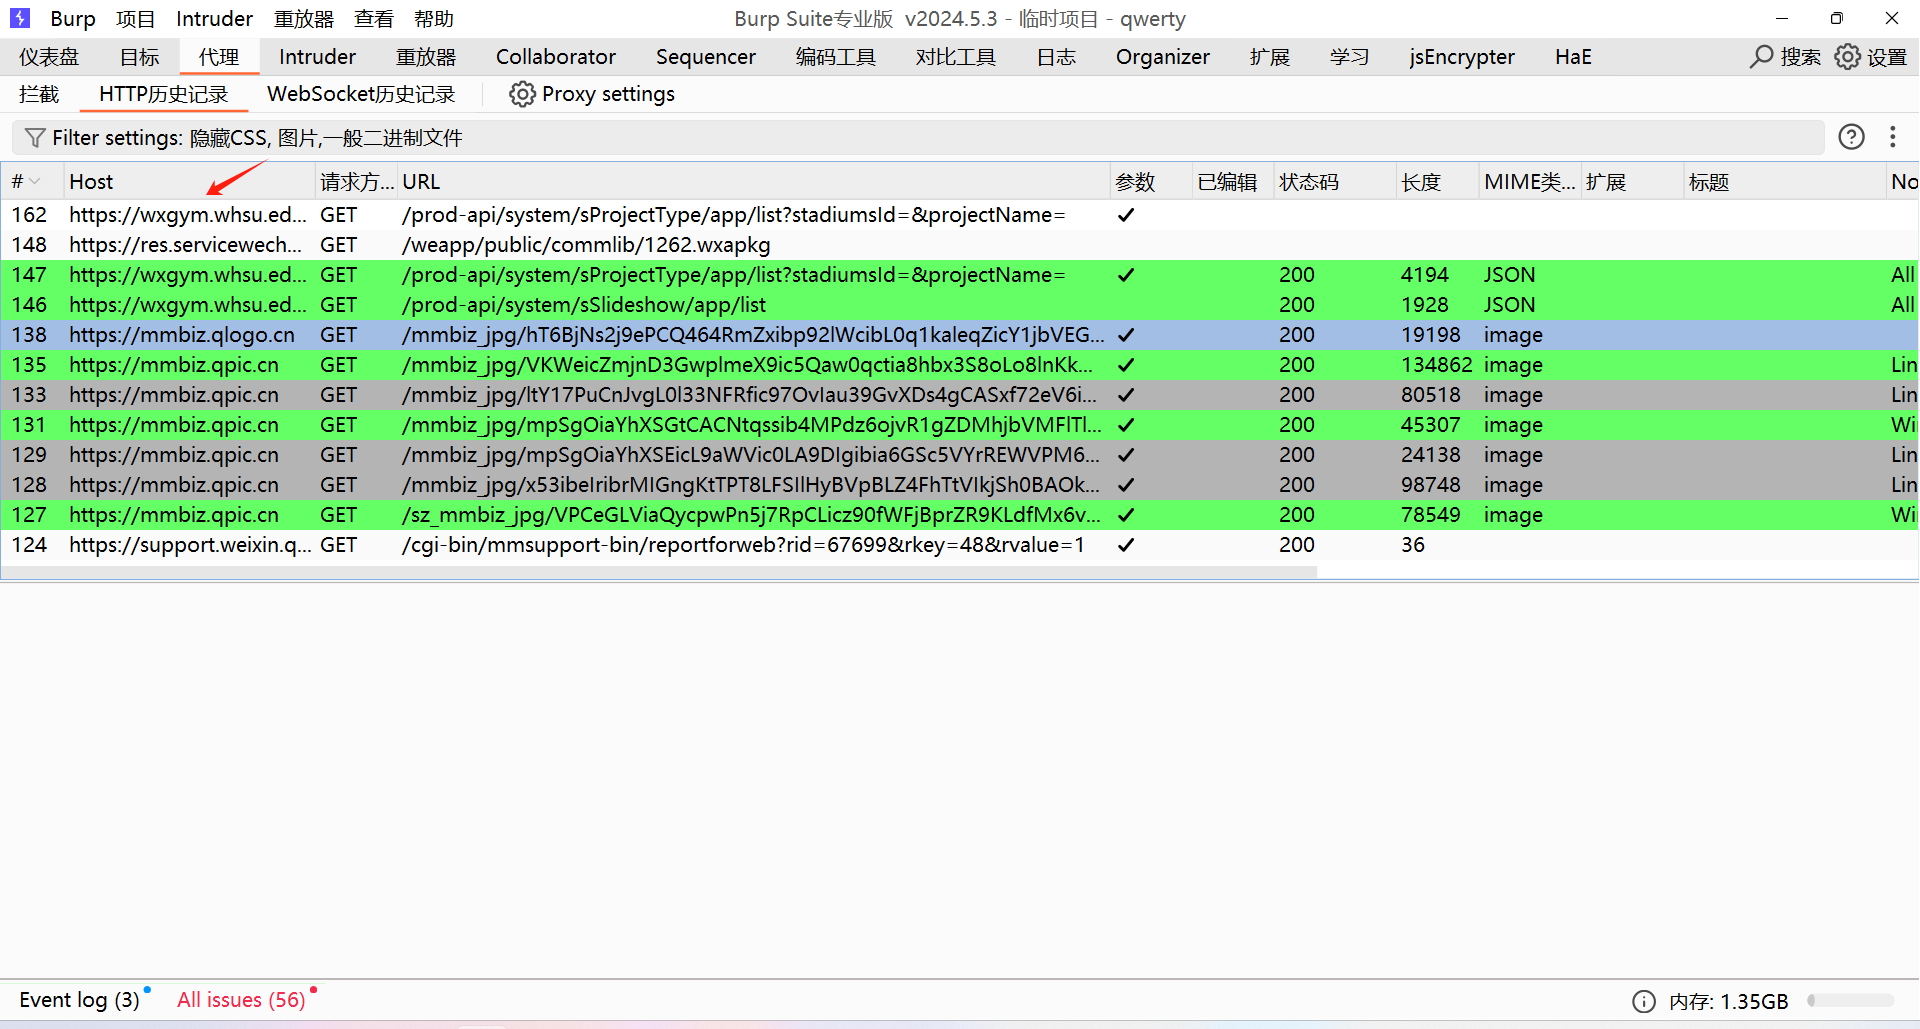 Burp 项目 Intruder 重放器 查看 帮助 Burp Suite专业版 v2024.5.3 - 临时项目 - qwerty
仪表盘 目标 代理 Intruder 重放器 Collaborator Sequencer 编码工具 对比工具 日志 Organizer 扩展 学习 jsEncrypter HaE 搜索 设置
拦截 HTTP历史记录 WebSocket历史记录 Proxy settings
Filter settings: 隐藏CSS, 图片,一般二进制文件
# Host 请求方... URL 参数 已编辑 状态码 长度 MIME类... 扩展 标题 No
162 https://wxgym.whsu.ed... GET /prod-api/system/sProjectType/app/list?stadiumsId=&projectName= ✓
148 https://res.servicewech... GET /weapp/public/commlib/1262.wxapkg
147 https://wxgym.whsu.ed... GET /prod-api/system/sProjectType/app/list?stadiumsId=&projectName= ✓ 200 4194 JSON All
146 https://wxgym.whsu.ed... GET /prod-api/system/sSlideshow/app/list 200 1928 JSON All
138 https://mmbiz.qlogo.cn GET /mmbiz_jpg/hT6BjNs2j9ePCQ464RmZxibp92lWcibL0q1kaleqZicY1jbVEG... ✓ 200 19198 image
135 https://mmbiz.qpic.cn GET /mmbiz_jpg/VKWeicZmjnD3GwplmeX9ic5Qaw0qctia8hbx3S8oLo8lnKk... ✓ 200 134862 image Lin
133 https://mmbiz.qpic.cn GET /mmbiz_jpg/ltY17PuCnJvgL0l33NFRfic97OvIau39GvXDs4gCASxf72eV6i... ✓ 200 80518 image Lin
131 https://mmbiz.qpic.cn GET /mmbiz_jpg/mpSgOiaYhXSGtCACNtqssib4MPdz6ojvR1gZDMhjbVMFlTl... ✓ 200 45307 image Wi
129 https://mmbiz.qpic.cn GET /mmbiz_jpg/mpSgOiaYhXSEicL9aWVic0LA9DIgibia6GSc5VYrREWVPM6... ✓ 200 24138 image Lin
128 https://mmbiz.qpic.cn GET /mmbiz_jpg/x53ibeIribrMIGngKtTPT8LFSIlHyBVpBLZ4FhTtVIkjSh0BAOk... ✓ 200 98748 image Lin
127 https://mmbiz.qpic.cn GET /sz_mmbiz_jpg/VPCeGLViaQycpwPn5j7RpCLicz90fWFjBprZR9KLdfMx6v... ✓ 200 78549 image Wi
124 https://support.weixin.q... GET /cgi-bin/mmsupport-bin/reportforweb?rid=67699&rkey=48&rvalue=1 ✓ 200 36
Event log (3) All issues (56) 内存: 1.35GB